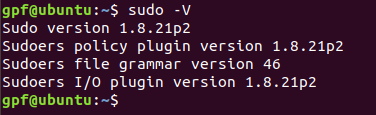 gpf@ubuntu:~$ sudo -V
Sudo version 1.8.21p2
Sudoers policy plugin version 1.8.21p2
Sudoers file grammar version 46
Sudoers I/O plugin version 1.8.21p2
gpf@ubuntu:~$